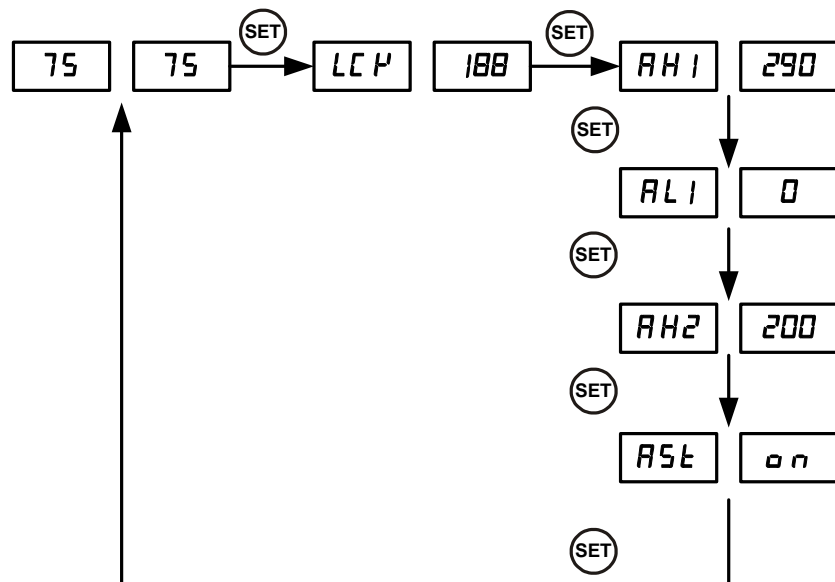 SET SET
75 75 LCK 188 AH1 290
SET
AL1 0
SET
AH2 200
SET
ASt on
SET